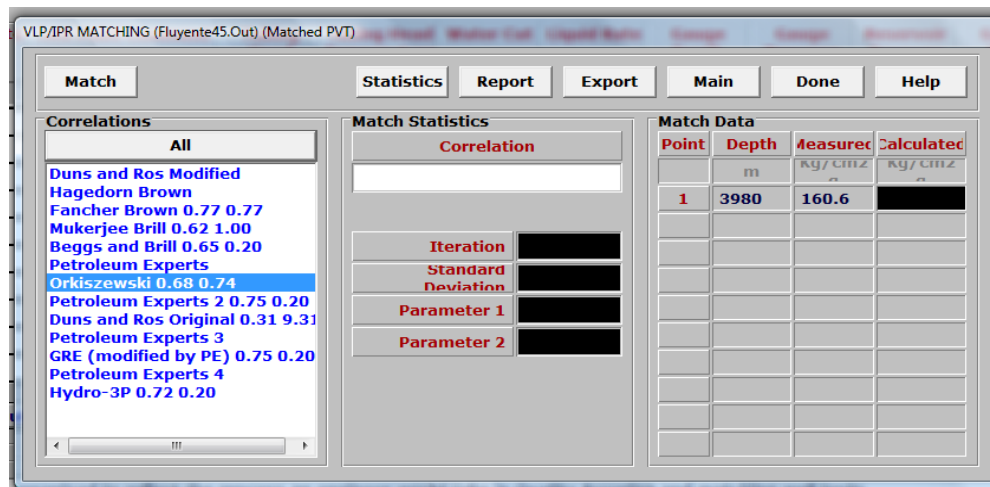 VLP/IPR MATCHING (Fluyente45.Out) (Matched PVT)
Match
Statistics
Report
Export
Main
Done
Help
Correlations
All
Duns and Ros Modified
Hagedorn Brown
Fancher Brown 0.77 0.77
Mukerjee Brill 0.62 1.00
Beggs and Brill 0.65 0.20
Petroleum Experts
Orkiszewski 0.68 0.74
Petroleum Experts 2 0.75 0.20
Duns and Ros Original 0.31 9.31
Petroleum Experts 3
GRE (modified by PE) 0.75 0.20
Petroleum Experts 4
Hydro-3P 0.72 0.20
Match Statistics
Correlation
Iteration
Standard
Deviation
Parameter 1
Parameter 2
Match Data
Point Depth Measured Calculated
m Kg/cm2 Kg/cm2
g g
1 3980 160.6